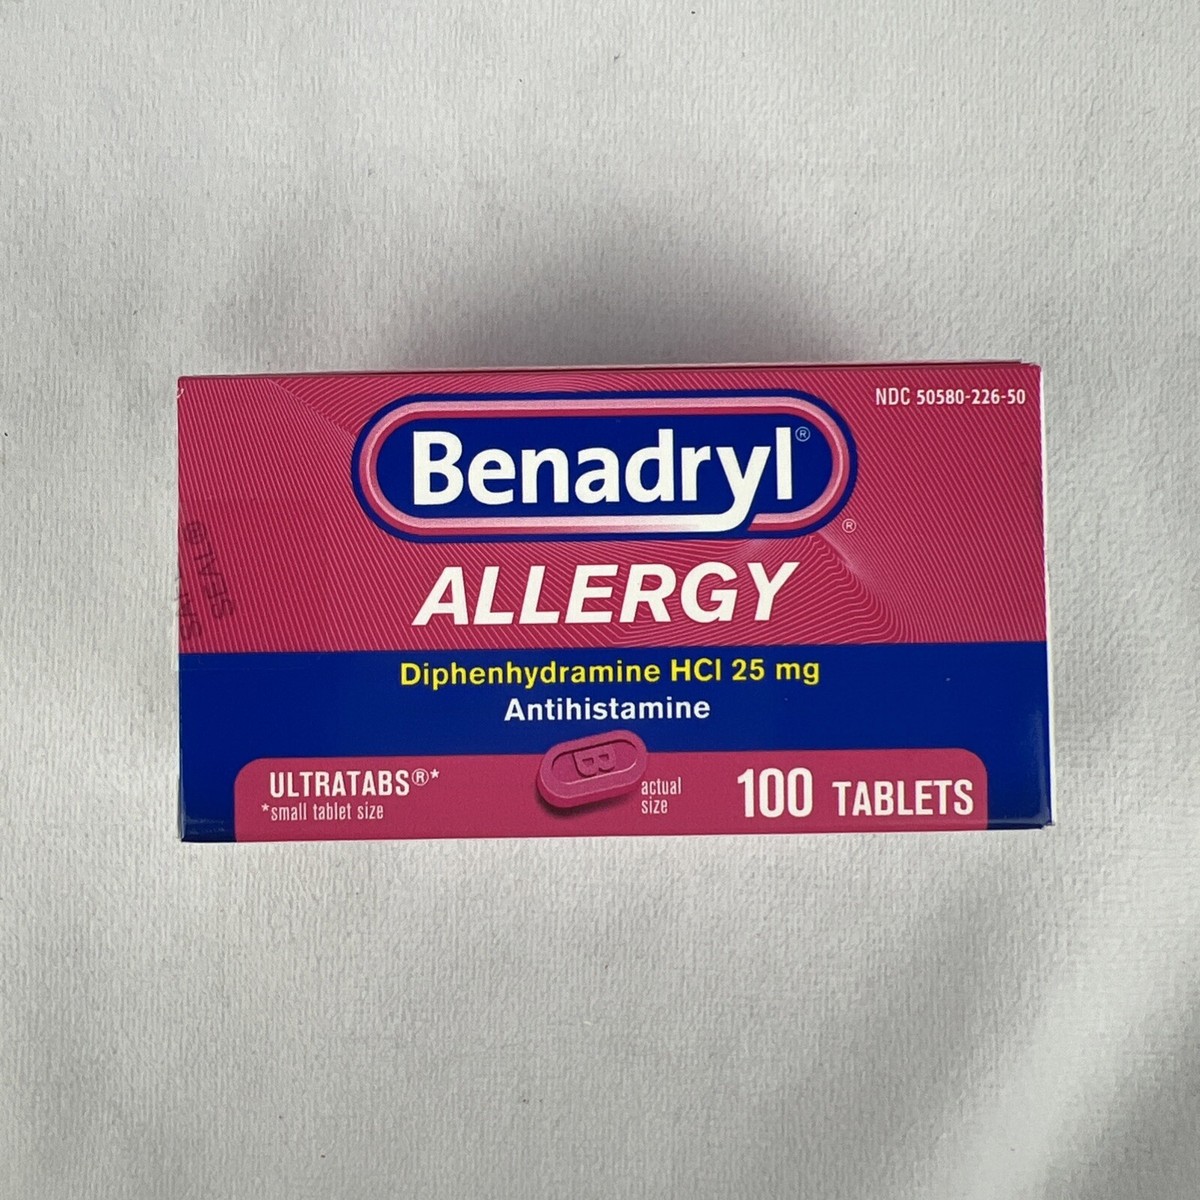 NDC 50580-226-50
Benadryl®
®
ALLERGY
Diphenhydramine HCl 25 mg
Antihistamine
ULTRATABS®*
*small tablet size
B
actual
size
100 TABLETS
SEALS